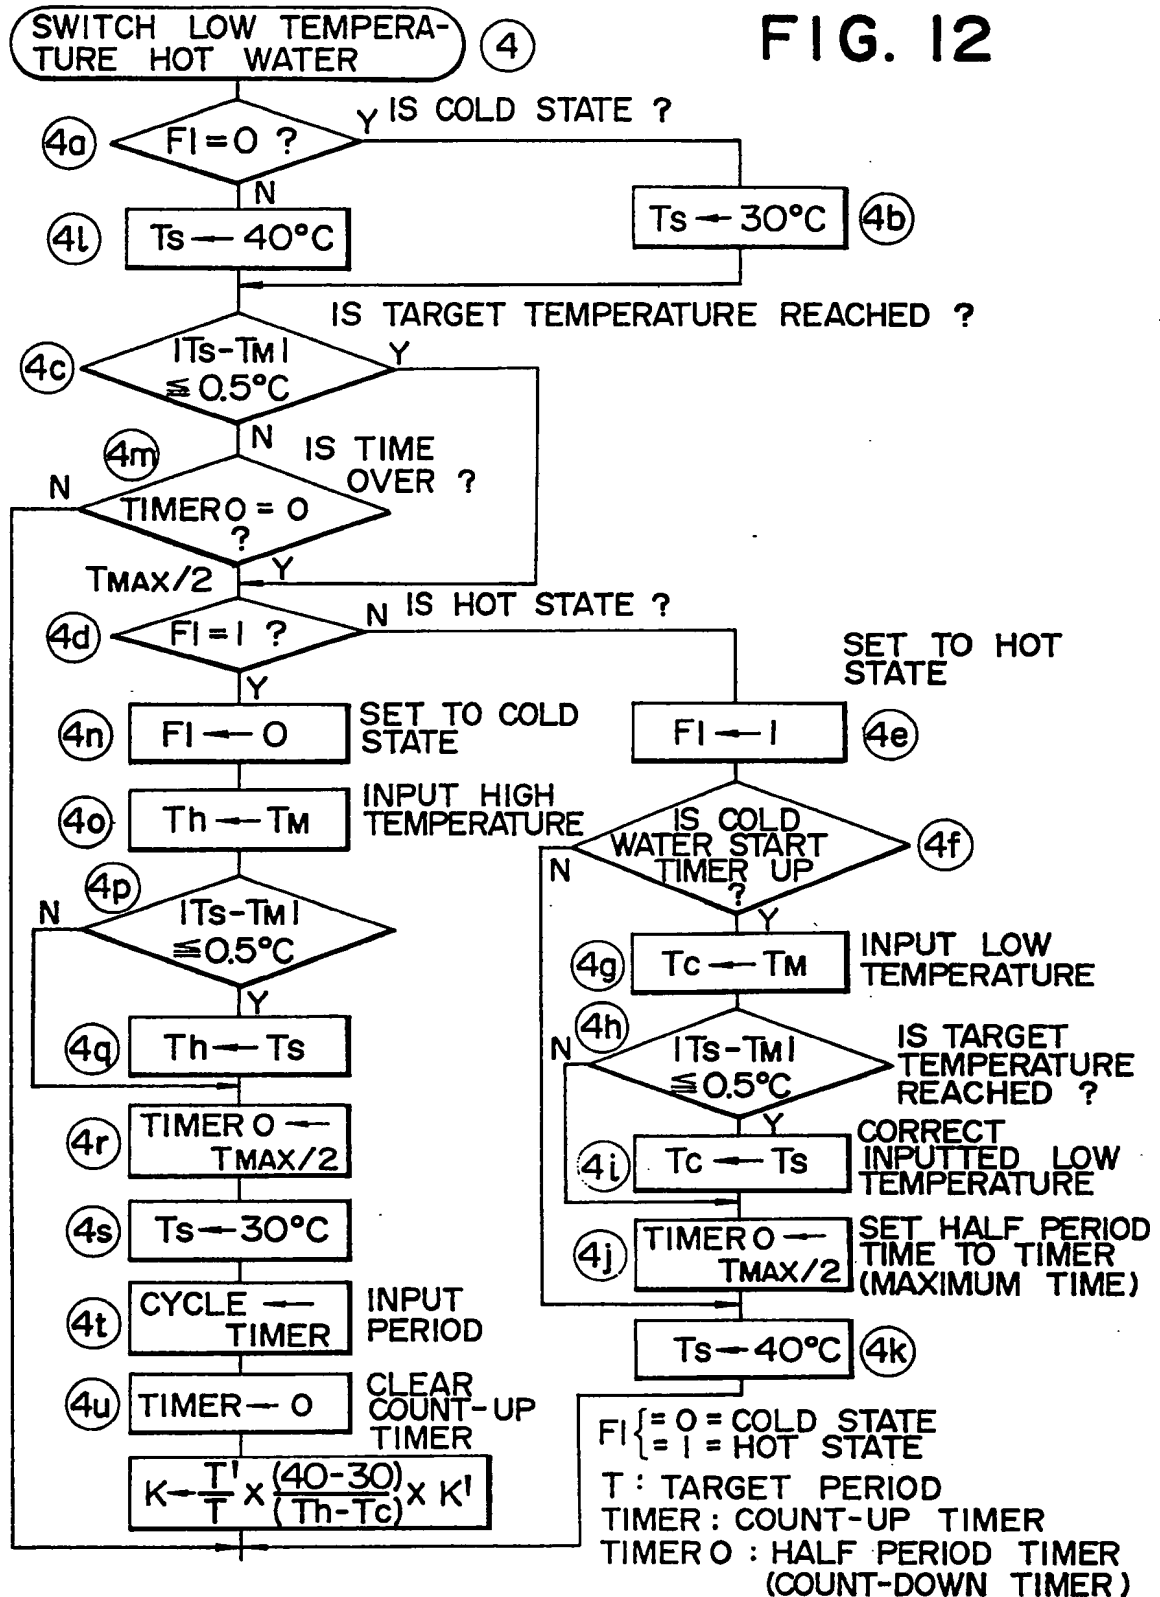 FIG. 12
SWITCH LOW TEMPERA-
TURE HOT WATER
4
4a
FI=0 ?
Y
IS COLD STATE ?
N
4l
Ts ← 40°C
Ts ← 30°C
4b
IS TARGET TEMPERATURE REACHED ?
4c
|Ts-TM|
≦ 0.5°C
Y
N
4m
IS TIME
OVER ?
N
TIMER0 = 0
?
Y
TMAX/2
4d
FI=1 ?
N
IS HOT STATE ?
Y
4n
FI ← 0
SET TO COLD
STATE
4o
Th ← TM
INPUT HIGH
TEMPERATURE
4p
N
|Ts-TM|
≦ 0.5°C
Y
4q
Th ← Ts
4r
TIMER0 ←
TMAX/2
4s
Ts ← 30°C
4t
CYCLE ←
TIMER
INPUT
PERIOD
4u
TIMER ← 0
CLEAR
COUNT-UP
TIMER
K ← T'/T x (40-30)/(Th-Tc) x K'
SET TO HOT
STATE
FI ← 1
4e
IS COLD
WATER START
TIMER UP
?
4f
N
Y
4g
Tc ← TM
INPUT LOW
TEMPERATURE
4h
N
|Ts-TM|
≦ 0.5°C
IS TARGET
TEMPERATURE
REACHED ?
Y
4i
Tc ← Ts
CORRECT
INPUTTED LOW
TEMPERATURE
4j
TIMER0 ←
TMAX/2
SET HALF PERIOD
TIME TO TIMER
(MAXIMUM TIME)
Ts ← 40°C
4k
FI { = 0 = COLD STATE
= 1 = HOT STATE
T : TARGET PERIOD
TIMER : COUNT-UP TIMER
TIMER0 : HALF PERIOD TIMER
(COUNT-DOWN TIMER)